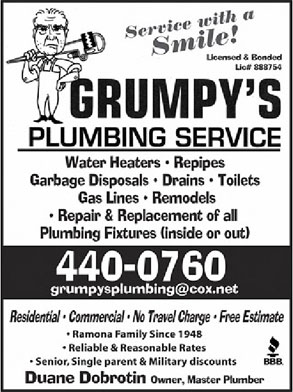 Service with a
Smile!
Licensed & Bonded
Lic# 888754
GRUMPY'S
PLUMBING SERVICE
Water Heaters • Repipes
Garbage Disposals • Drains • Toilets
Gas Lines • Remodels
• Repair & Replacement of all
Plumbing Fixtures (inside or out)
440-0760
grumpysplumbing@cox.net
Residential • Commercial • No Travel Charge • Free Estimate
• Ramona Family Since 1948
• Reliable & Reasonable Rates
• Senior, Single parent & Military discounts
BBB.
Duane Dobrotin Owner, Master Plumber